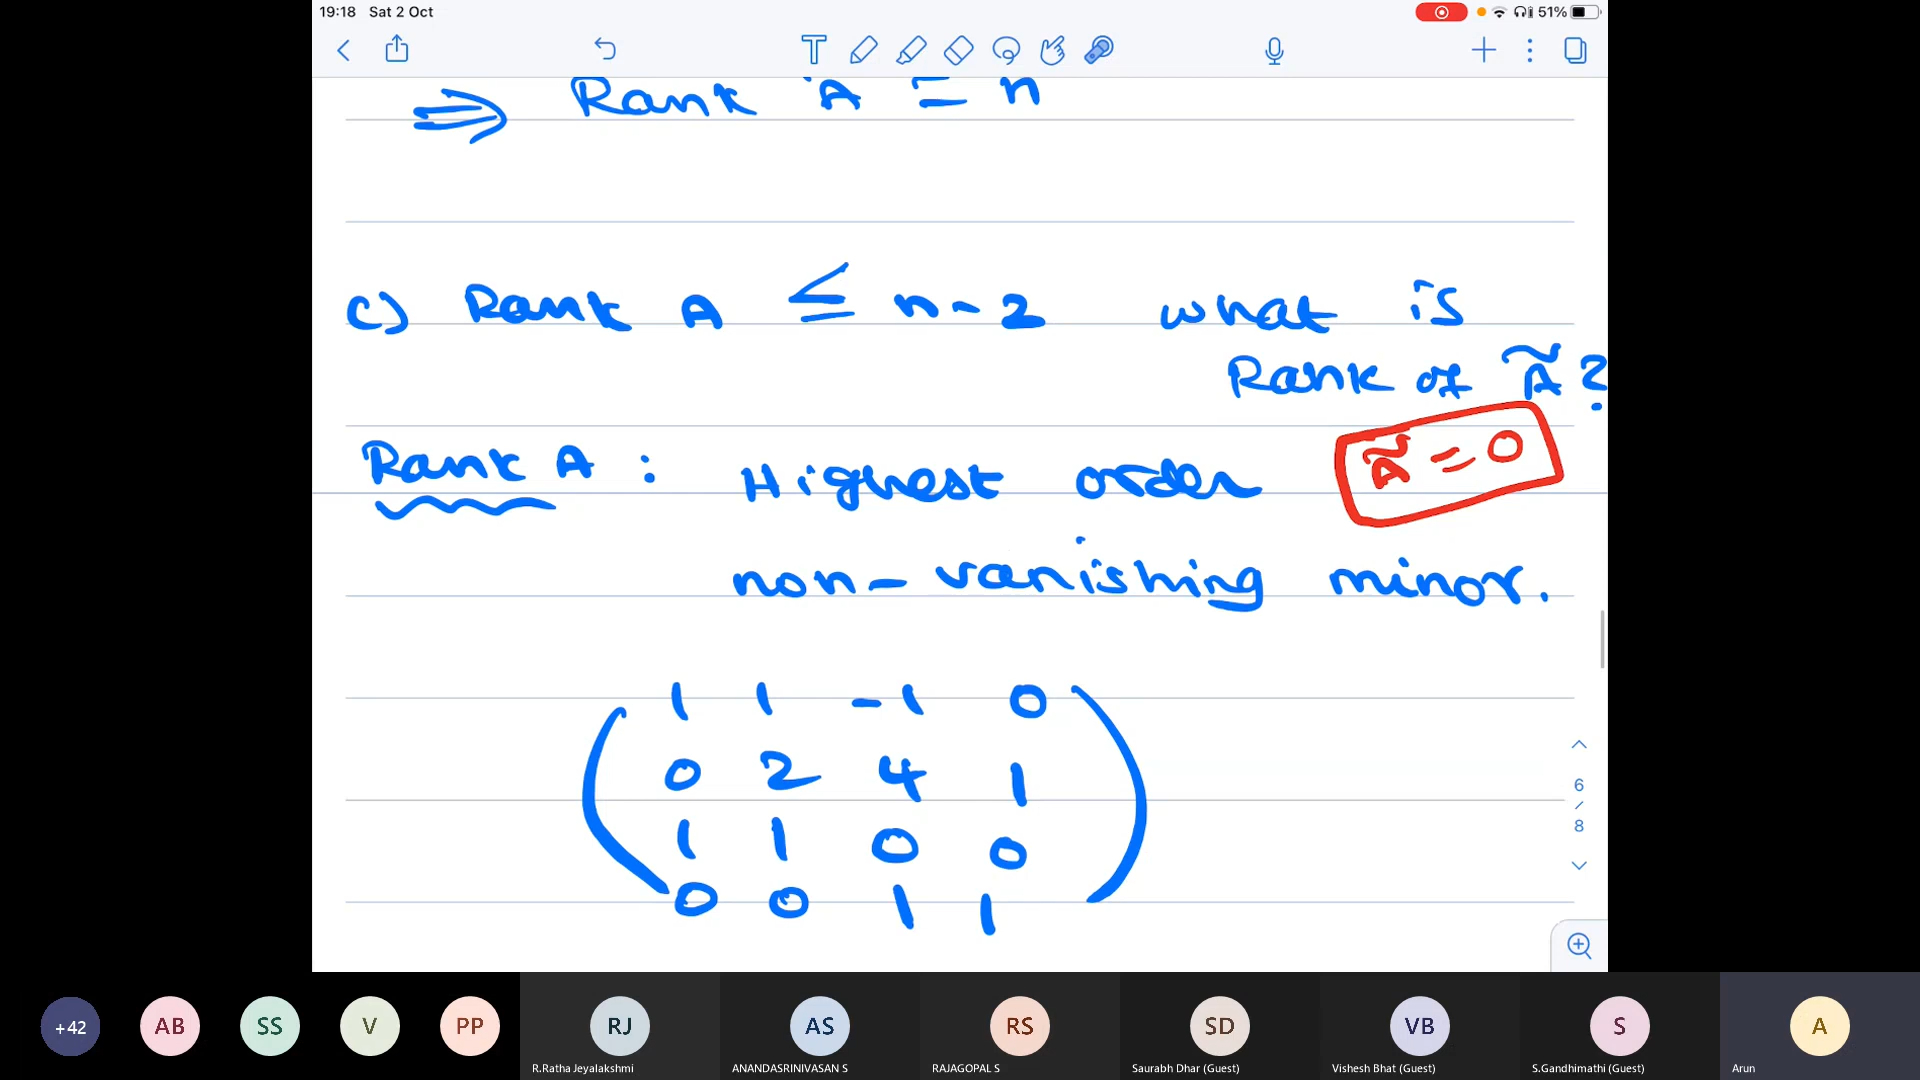 19:18 Sat 2 Oct 51%
⟹ Rank A = n
c) Rank A ≤ n-2 what is
Rank of Ã?
Ã = 0
Rank A : Highest order
non-vanishing minor.
1 1 -1 0
0 2 4 1
1 1 0 0
0 0 1 1
6
/
8
+42 AB SS V PP RJ AS RS SD VB S A
R.Ratha Jeyalakshmi ANANDASRINIVASAN S RAJAGOPAL S Saurabh Dhar (Guest) Vishesh Bhat (Guest) S.Gandhimathi (Guest) Arun